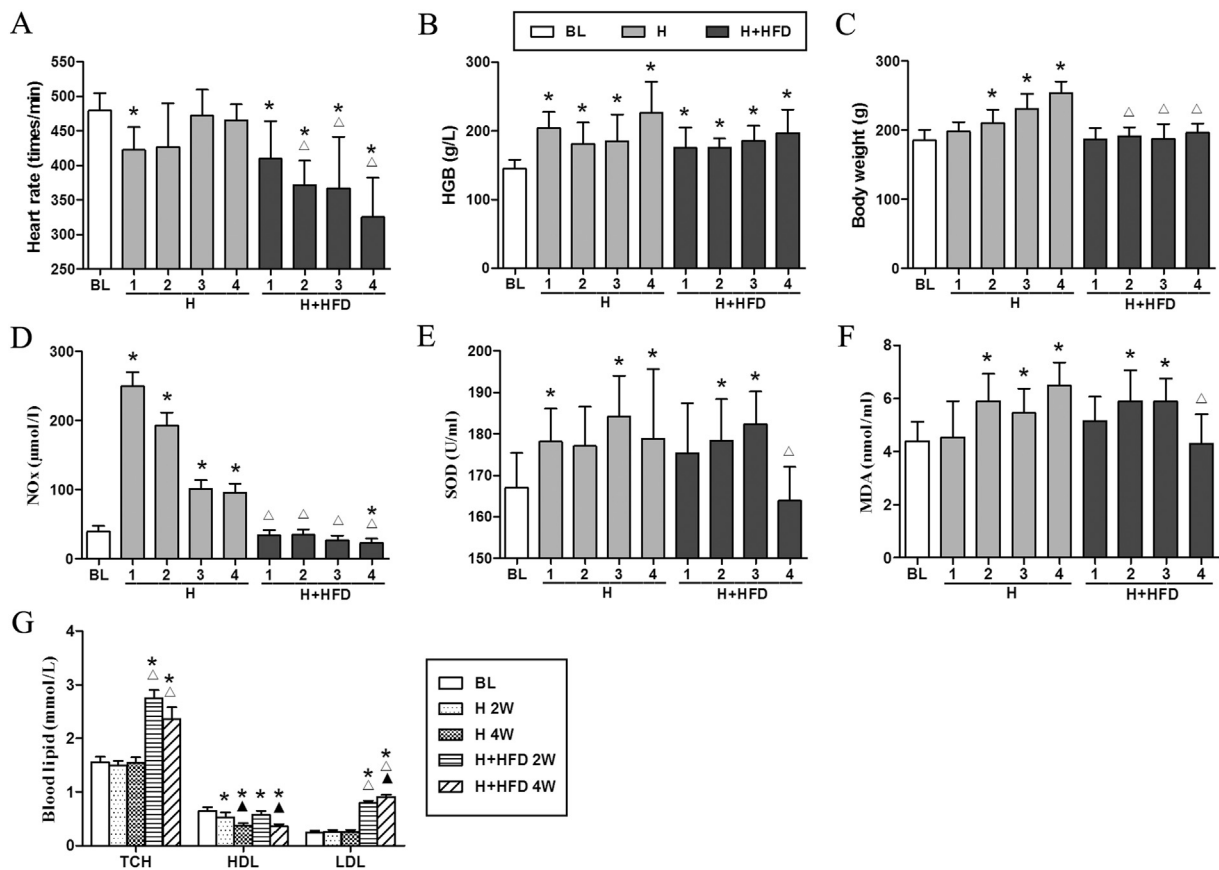 A
B
C
BL H H+HFD
Heart rate (times/min)
550
500
450
400
350
300
250
* * * * *
△ △ △
BL 1 2 3 4 1 2 3 4
H H+HFD
HGB (g/L)
300
200
100
0
* * * * * * * *
BL 1 2 3 4 1 2 3 4
H H+HFD
Body weight (g)
300
200
100
0
* * *
△ △ △
BL 1 2 3 4 1 2 3 4
H H+HFD
D
E
F
NOx (μmol/l)
300
200
100
0
* * * * *
△ △ △ △
BL 1 2 3 4 1 2 3 4
H H+HFD
SOD (U/ml)
200
190
180
170
160
150
* * * * *
△
BL 1 2 3 4 1 2 3 4
H H+HFD
MDA (nmol/ml)
8
6
4
2
0
* * * * *
△
BL 1 2 3 4 1 2 3 4
H H+HFD
G
Blood lipid (mmol/L)
4
3
2
1
0
* *
△ △
* * * *
▲ ▲
* *
△ △
▲
TCH HDL LDL
BL
H 2W
H 4W
H+HFD 2W
H+HFD 4W